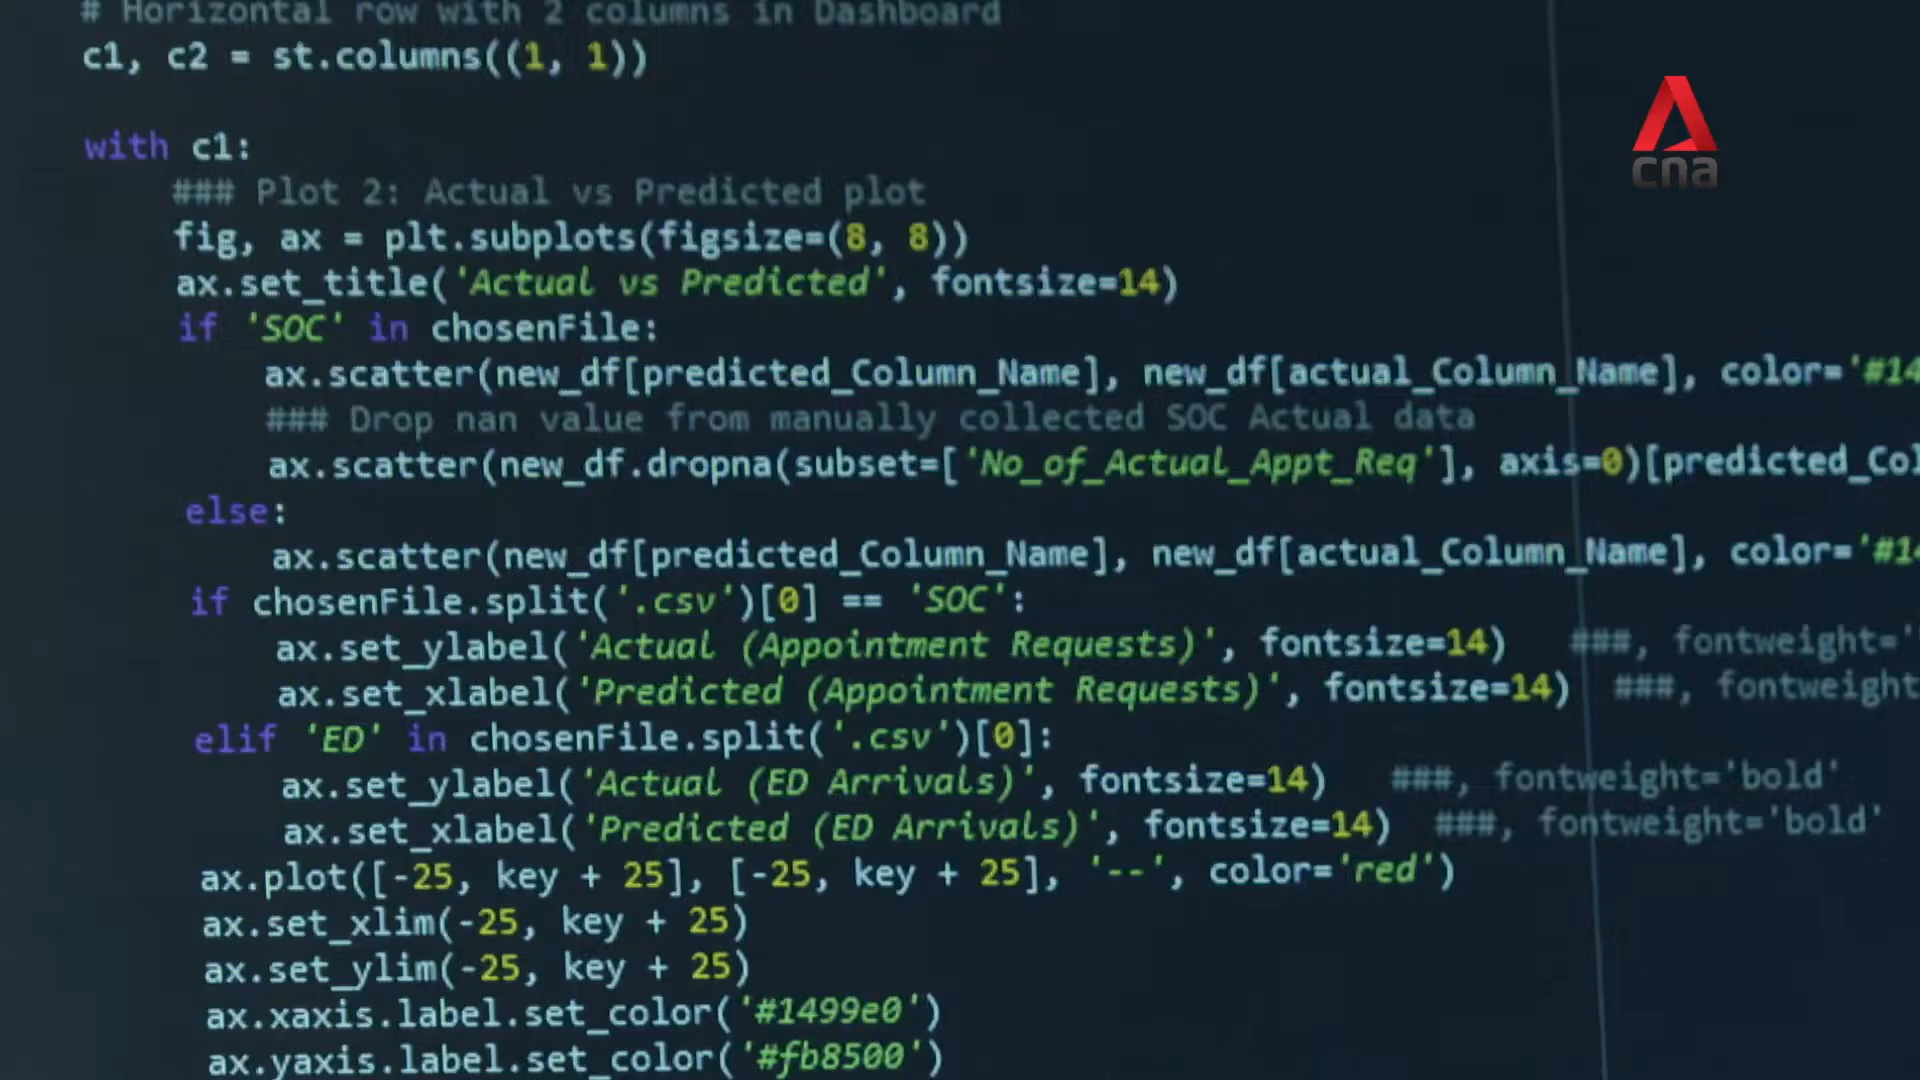 # Horizontal row with 2 columns in Dashboard
c1, c2 = st.columns((1, 1))
cna
with c1:
### Plot 2: Actual vs Predicted plot
fig, ax = plt.subplots(figsize=(8, 8))
ax.set_title('Actual vs Predicted', fontsize=14)
if 'SOC' in chosenFile:
ax.scatter(new_df[predicted_Column_Name], new_df[actual_Column_Name], color='#14
### Drop nan value from manually collected SOC Actual data
ax.scatter(new_df.dropna(subset=['No_of_Actual_Appt_Req'], axis=0)[predicted_Col
else:
ax.scatter(new_df[predicted_Column_Name], new_df[actual_Column_Name], color='#14
if chosenFile.split('.csv')[0] == 'SOC':
ax.set_ylabel('Actual (Appointment Requests)', fontsize=14) ###, fontweight='
ax.set_xlabel('Predicted (Appointment Requests)', fontsize=14) ###, fontweight
elif 'ED' in chosenFile.split('.csv')[0]:
ax.set_ylabel('Actual (ED Arrivals)', fontsize=14) ###, fontweight='bold'
ax.set_xlabel('Predicted (ED Arrivals)', fontsize=14) ###, fontweight='bold'
ax.plot([-25, key + 25], [-25, key + 25], '--', color='red')
ax.set_xlim(-25, key + 25)
ax.set_ylim(-25, key + 25)
ax.xaxis.label.set_color('#1499e0')
ax.yaxis.label.set_color('#fb8500')